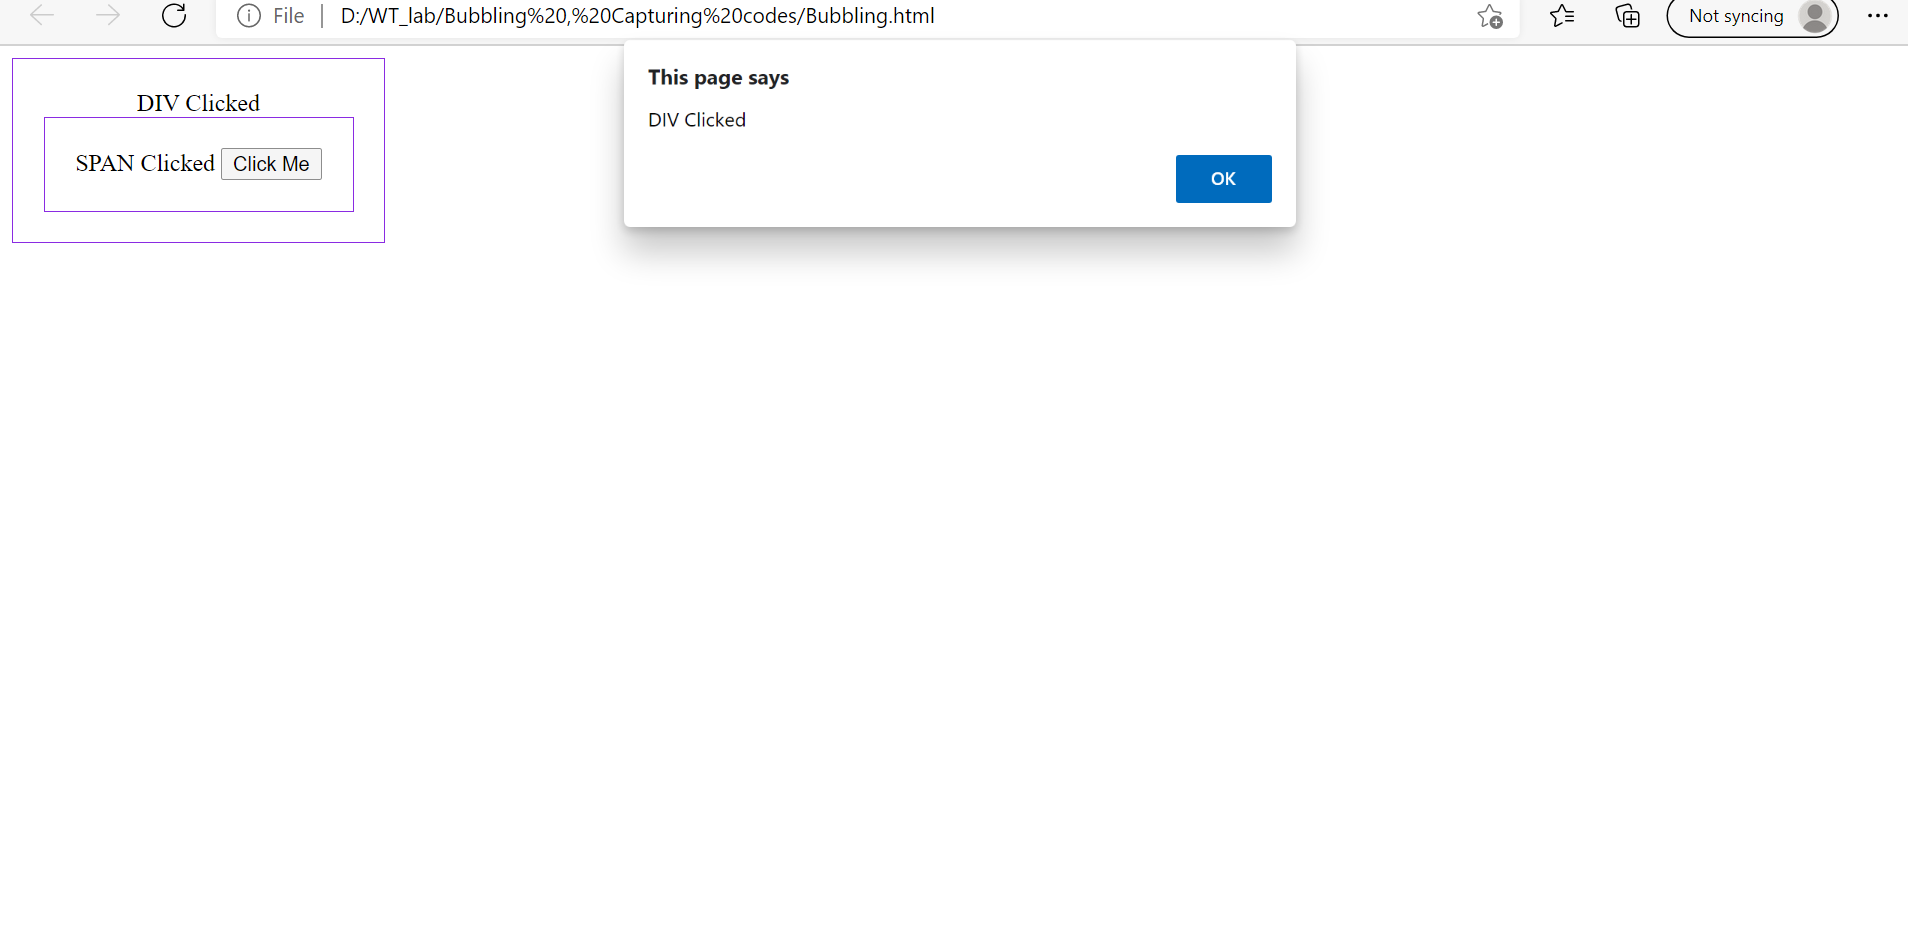 File | D:/WT_lab/Bubbling%20,%20Capturing%20codes/Bubbling.html
Not syncing
This page says
DIV Clicked
OK
DIV Clicked
SPAN Clicked Click Me